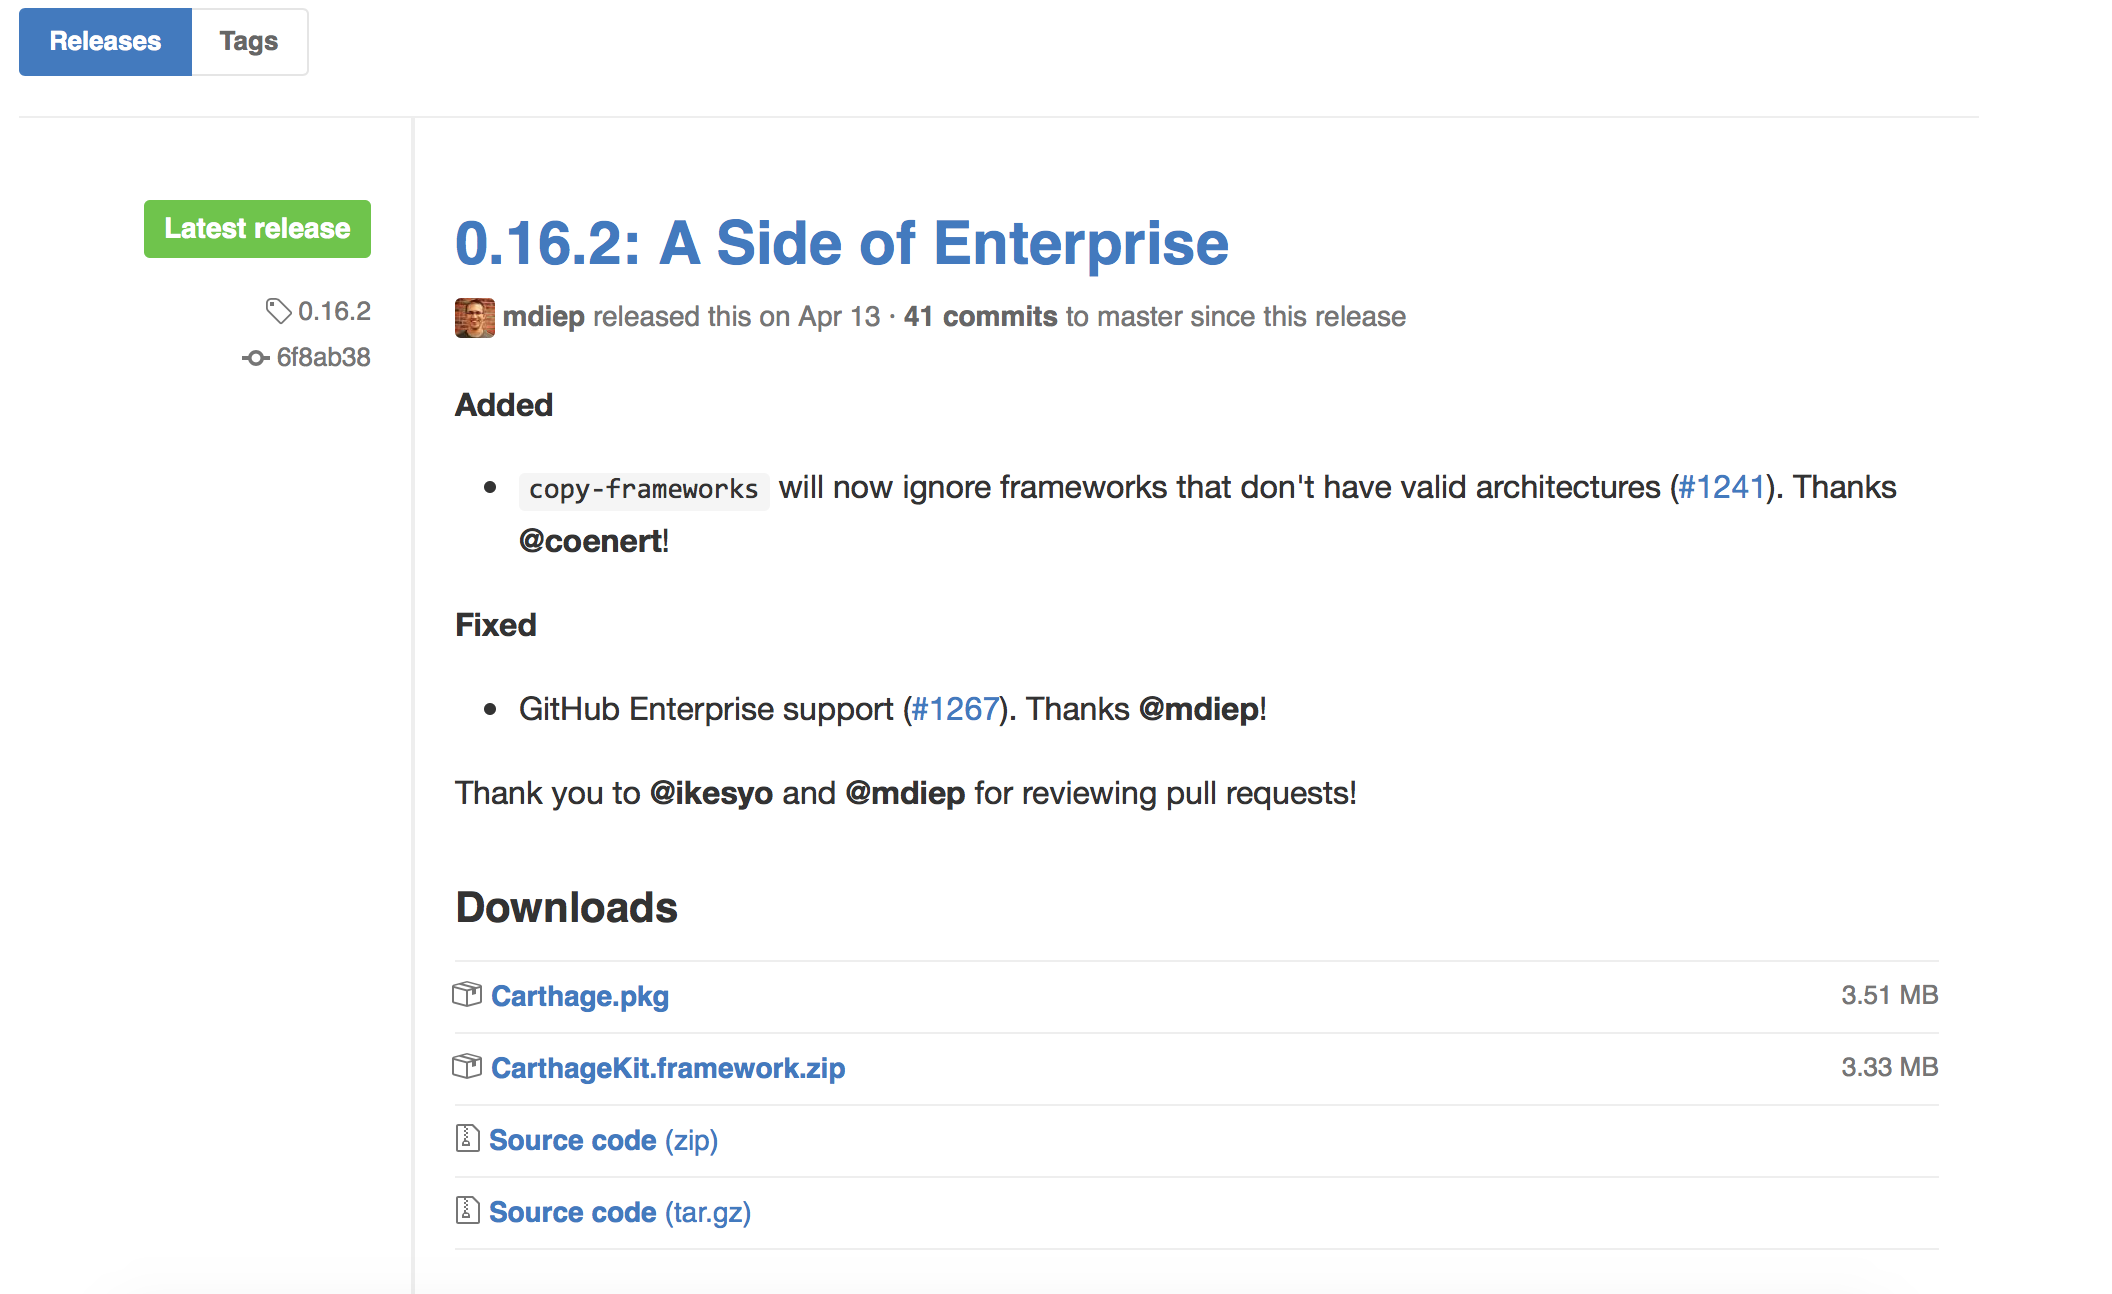 Releases
Tags
Latest release
0.16.2
6f8ab38
0.16.2: A Side of Enterprise
mdiep released this on Apr 13 · 41 commits to master since this release
Added
copy-frameworks will now ignore frameworks that don't have valid architectures (#1241). Thanks
@coenert!
Fixed
GitHub Enterprise support (#1267). Thanks @mdiep!
Thank you to @ikesyo and @mdiep for reviewing pull requests!
Downloads
Carthage.pkg 3.51 MB
CarthageKit.framework.zip 3.33 MB
Source code (zip)
Source code (tar.gz)